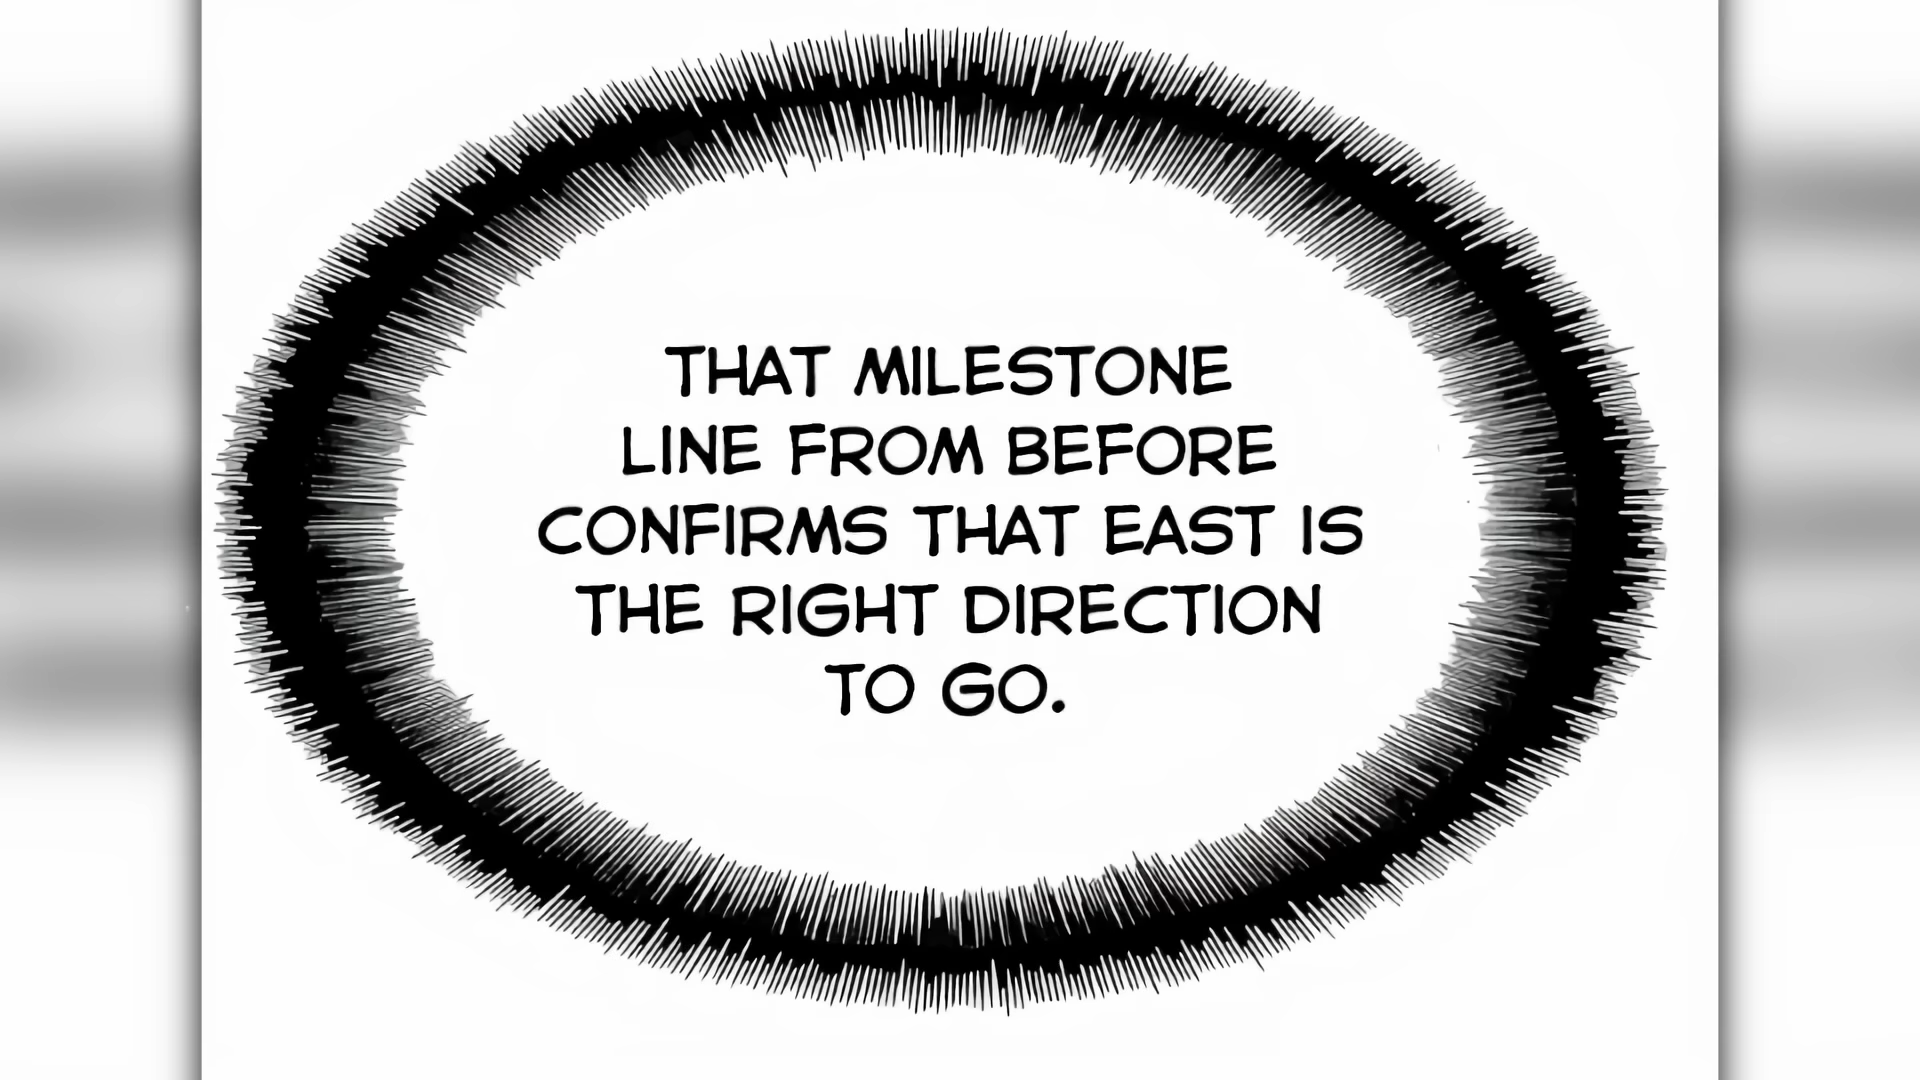 THAT MILESTONE
LINE FROM BEFORE
CONFIRMS THAT EAST IS
THE RIGHT DIRECTION
TO GO.